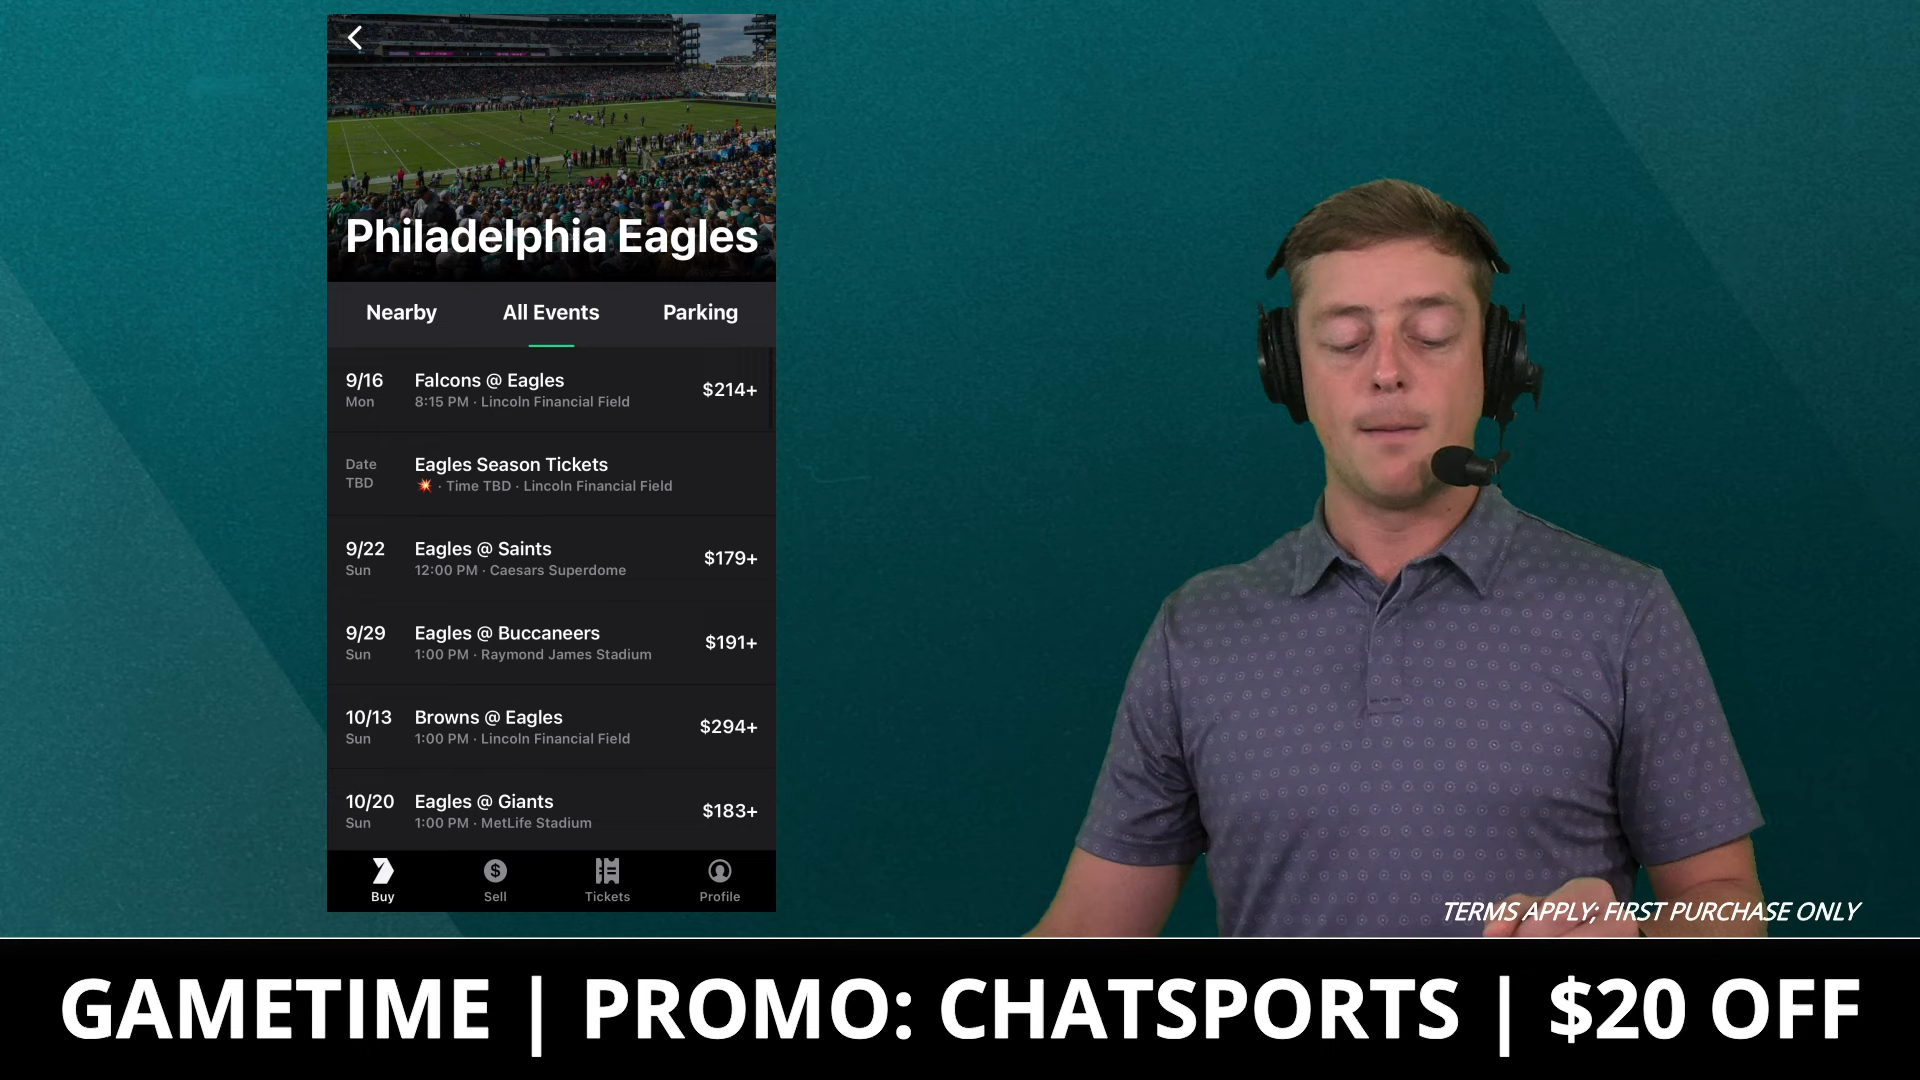 Philadelphia Eagles
Nearby
All Events
Parking
9/16
Mon
Falcons @ Eagles
8:15 PM · Lincoln Financial Field
$214+
Date
TBD
Eagles Season Tickets
💥 · Time TBD · Lincoln Financial Field
9/22
Sun
Eagles @ Saints
12:00 PM · Caesars Superdome
$179+
9/29
Sun
Eagles @ Buccaneers
1:00 PM · Raymond James Stadium
$191+
10/13
Sun
Browns @ Eagles
1:00 PM · Lincoln Financial Field
$294+
10/20
Sun
Eagles @ Giants
1:00 PM · MetLife Stadium
$183+
Buy
Sell
Tickets
Profile
TERMS APPLY; FIRST PURCHASE ONLY
GAMETIME | PROMO: CHATSPORTS | $20 OFF